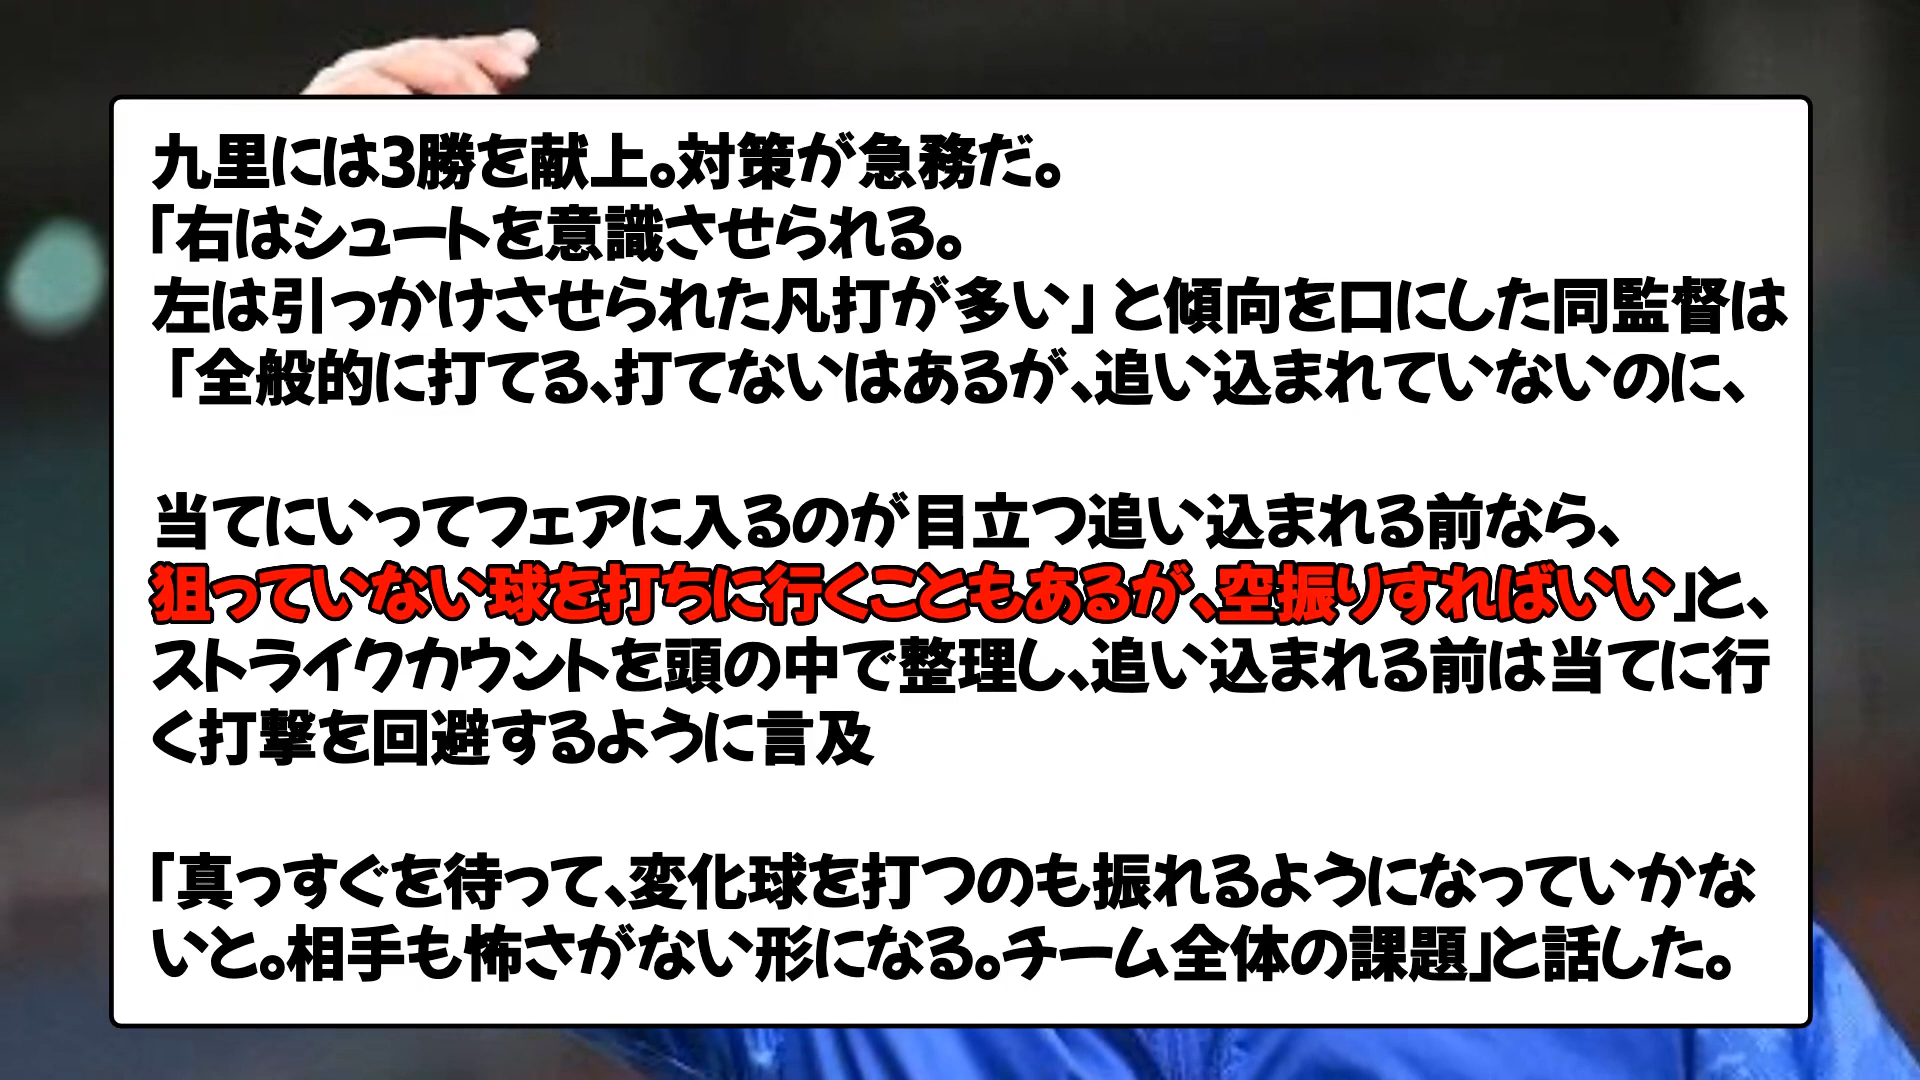 九里には3勝を献上。対策が急務だ。
「右はシュートを意識させられる。
左は引っかけさせられた凡打が多い」と傾向を口にした同監督は
「全般的に打てる、打てないはあるが、追い込まれていないのに、
当てにいってフェアに入るのが目立つ追い込まれる前なら、
狙っていない球を打ちに行くこともあるが、空振りすればいい」と、
ストライクカウントを頭の中で整理し、追い込まれる前は当てに行
く打撃を回避するように言及
「真っすぐを待って、変化球を打つのも振れるようになっていかな
いと。相手も怖さがない形になる。チーム全体の課題」と話した。